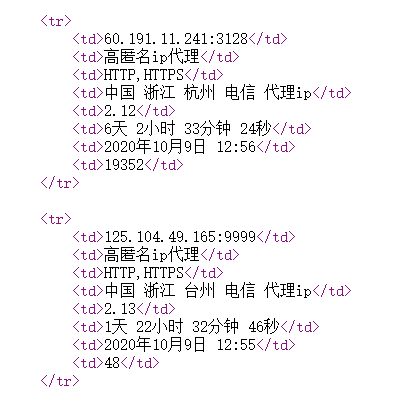 <tr>
<td>60.191.11.241:3128</td>
<td>高匿名ip代理</td>
<td>HTTP,HTTPS</td>
<td>中国 浙江 杭州 电信 代理ip</td>
<td>2.12</td>
<td>6天 2小时 33分钟 24秒</td>
<td>2020年10月9日 12:56</td>
<td>19352</td>
</tr>
<tr>
<td>125.104.49.165:9999</td>
<td>高匿名ip代理</td>
<td>HTTP,HTTPS</td>
<td>中国 浙江 台州 电信 代理ip</td>
<td>2.13</td>
<td>1天 22小时 32分钟 46秒</td>
<td>2020年10月9日 12:55</td>
<td>48</td>
</tr>